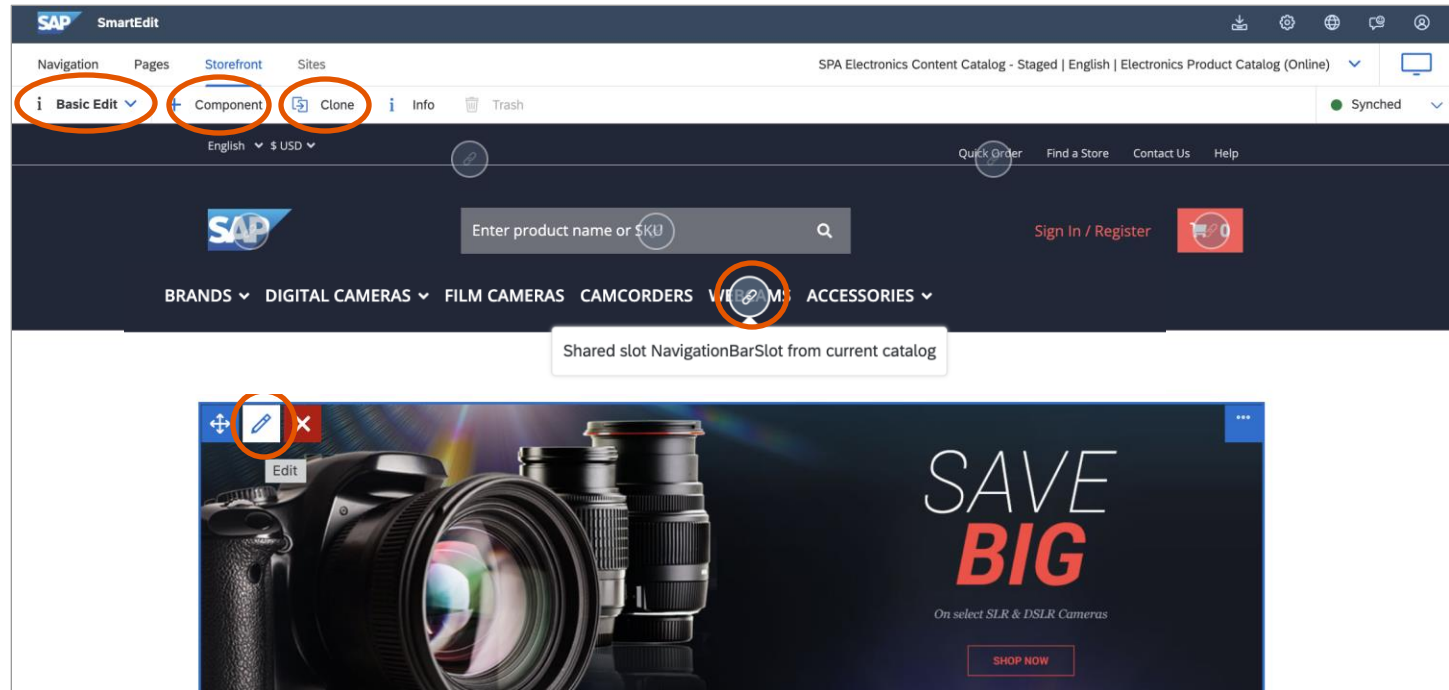 SAP SmartEdit
Navigation Pages Storefront Sites SPA Electronics Content Catalog - Staged | English | Electronics Product Catalog (Online)
i Basic Edit + Component Clone i Info Trash Synched
English $ USD Quick Order Find a Store Contact Us Help
SAP Enter product name or SKU Sign In / Register 0
BRANDS DIGITAL CAMERAS FILM CAMERAS CAMCORDERS WEBCAMS ACCESSORIES
Shared slot NavigationBarSlot from current catalog
Edit
SAVE
BIG
On select SLR & DSLR Cameras
SHOP NOW